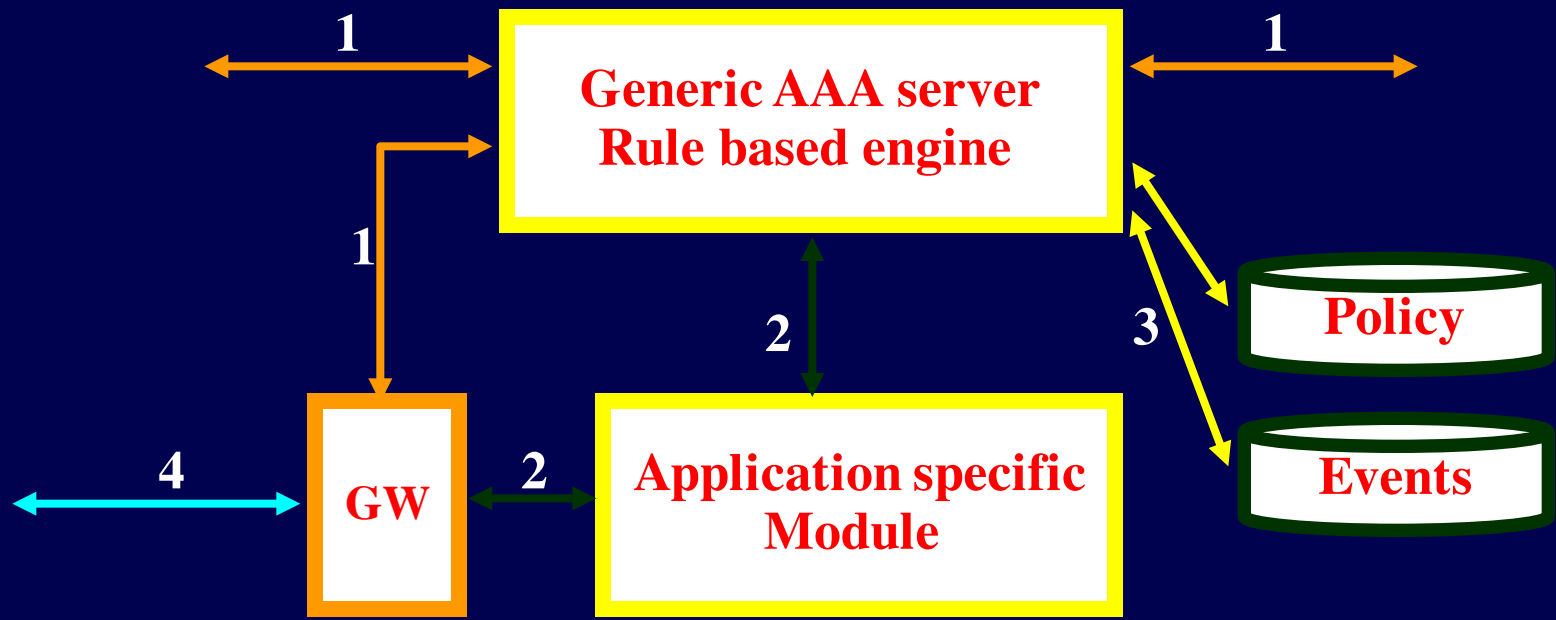 1
1
Generic AAA server
Rule based engine
1
2
3
Policy
4
GW
2
Application specific
Module
Events